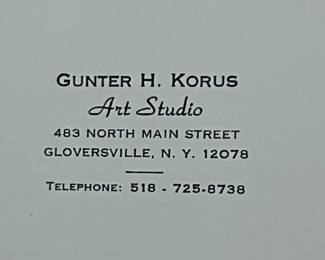 GUNTER H. KORUS
Art Studio
483 NORTH MAIN STREET
GLOVERSVILLE, N. Y. 12078
TELEPHONE: 518 - 725-8738